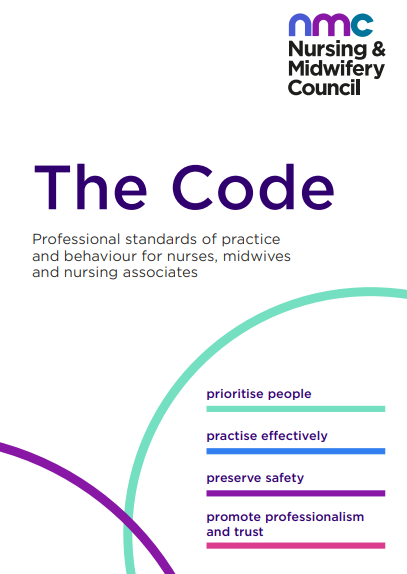 nmc
Nursing &
Midwifery
Council
The Code
Professional standards of practice
and behaviour for nurses, midwives
and nursing associates
prioritise people
practise effectively
preserve safety
promote professionalism
and trust